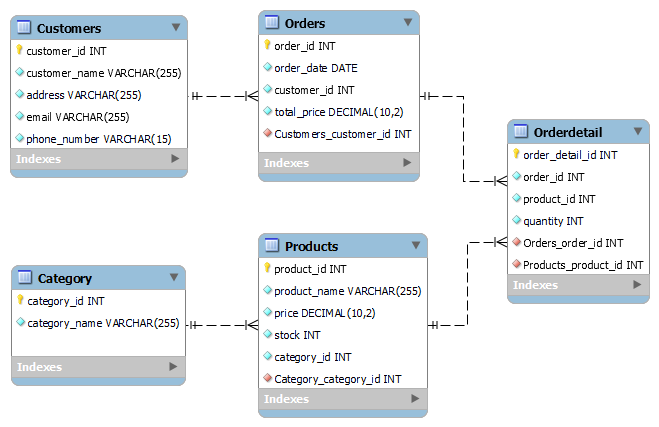 Customers
customer_id INT
customer_name VARCHAR(255)
address VARCHAR(255)
email VARCHAR(255)
phone_number VARCHAR(15)
Indexes
Orders
order_id INT
order_date DATE
customer_id INT
total_price DECIMAL(10,2)
Customers_customer_id INT
Indexes
Orderdetail
order_detail_id INT
order_id INT
product_id INT
quantity INT
Orders_order_id INT
Products_product_id INT
Indexes
Category
category_id INT
category_name VARCHAR(255)
Indexes
Products
product_id INT
product_name VARCHAR(255)
price DECIMAL(10,2)
stock INT
category_id INT
Category_category_id INT
Indexes